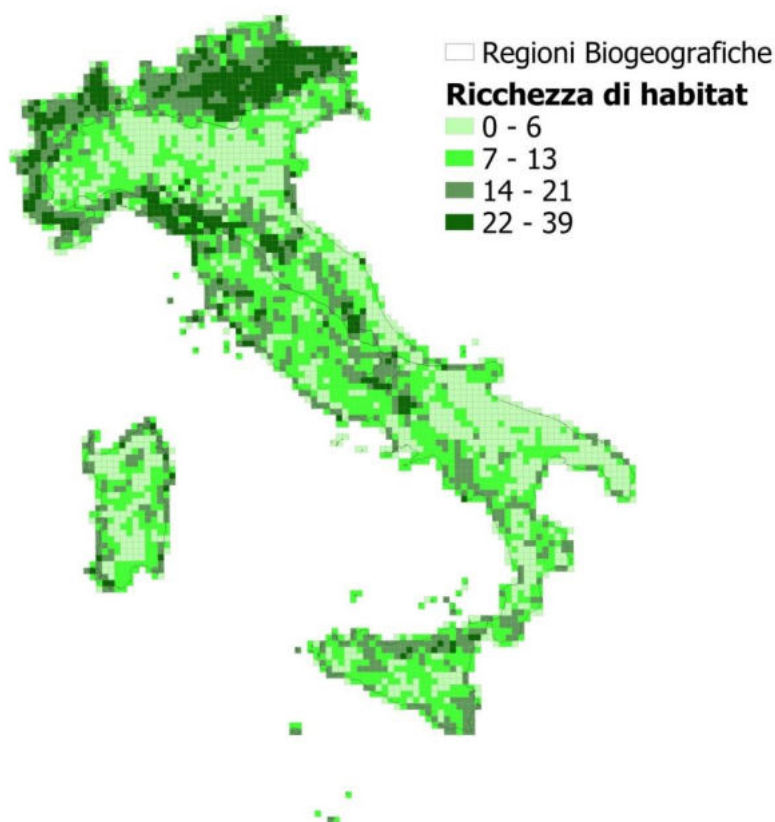 Regioni Biogeografiche
Ricchezza di habitat
0 - 6
7 - 13
14 - 21
22 - 39